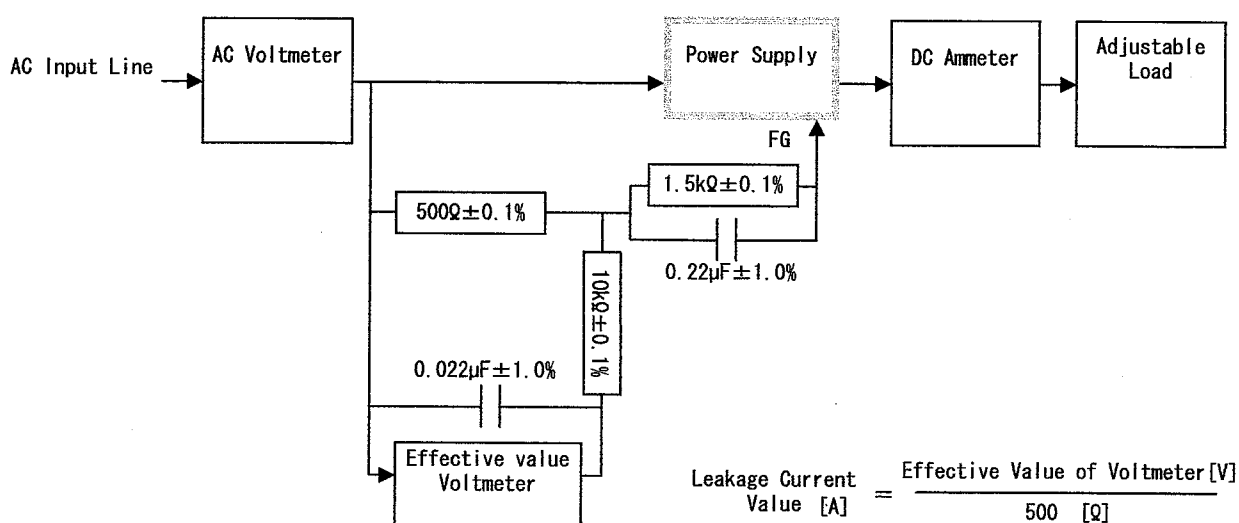 AC Input Line
AC Voltmeter
Power Supply
DC Ammeter
Adjustable
Load
FG
1.5kΩ±0.1%
500Ω±0.1%
0.22μF±1.0%
10kΩ±0.1%
0.022μF±1.0%
Effective value
Voltmeter
Leakage Current
Value [A]
=
Effective Value of Voltmeter[V]
500 [Ω]